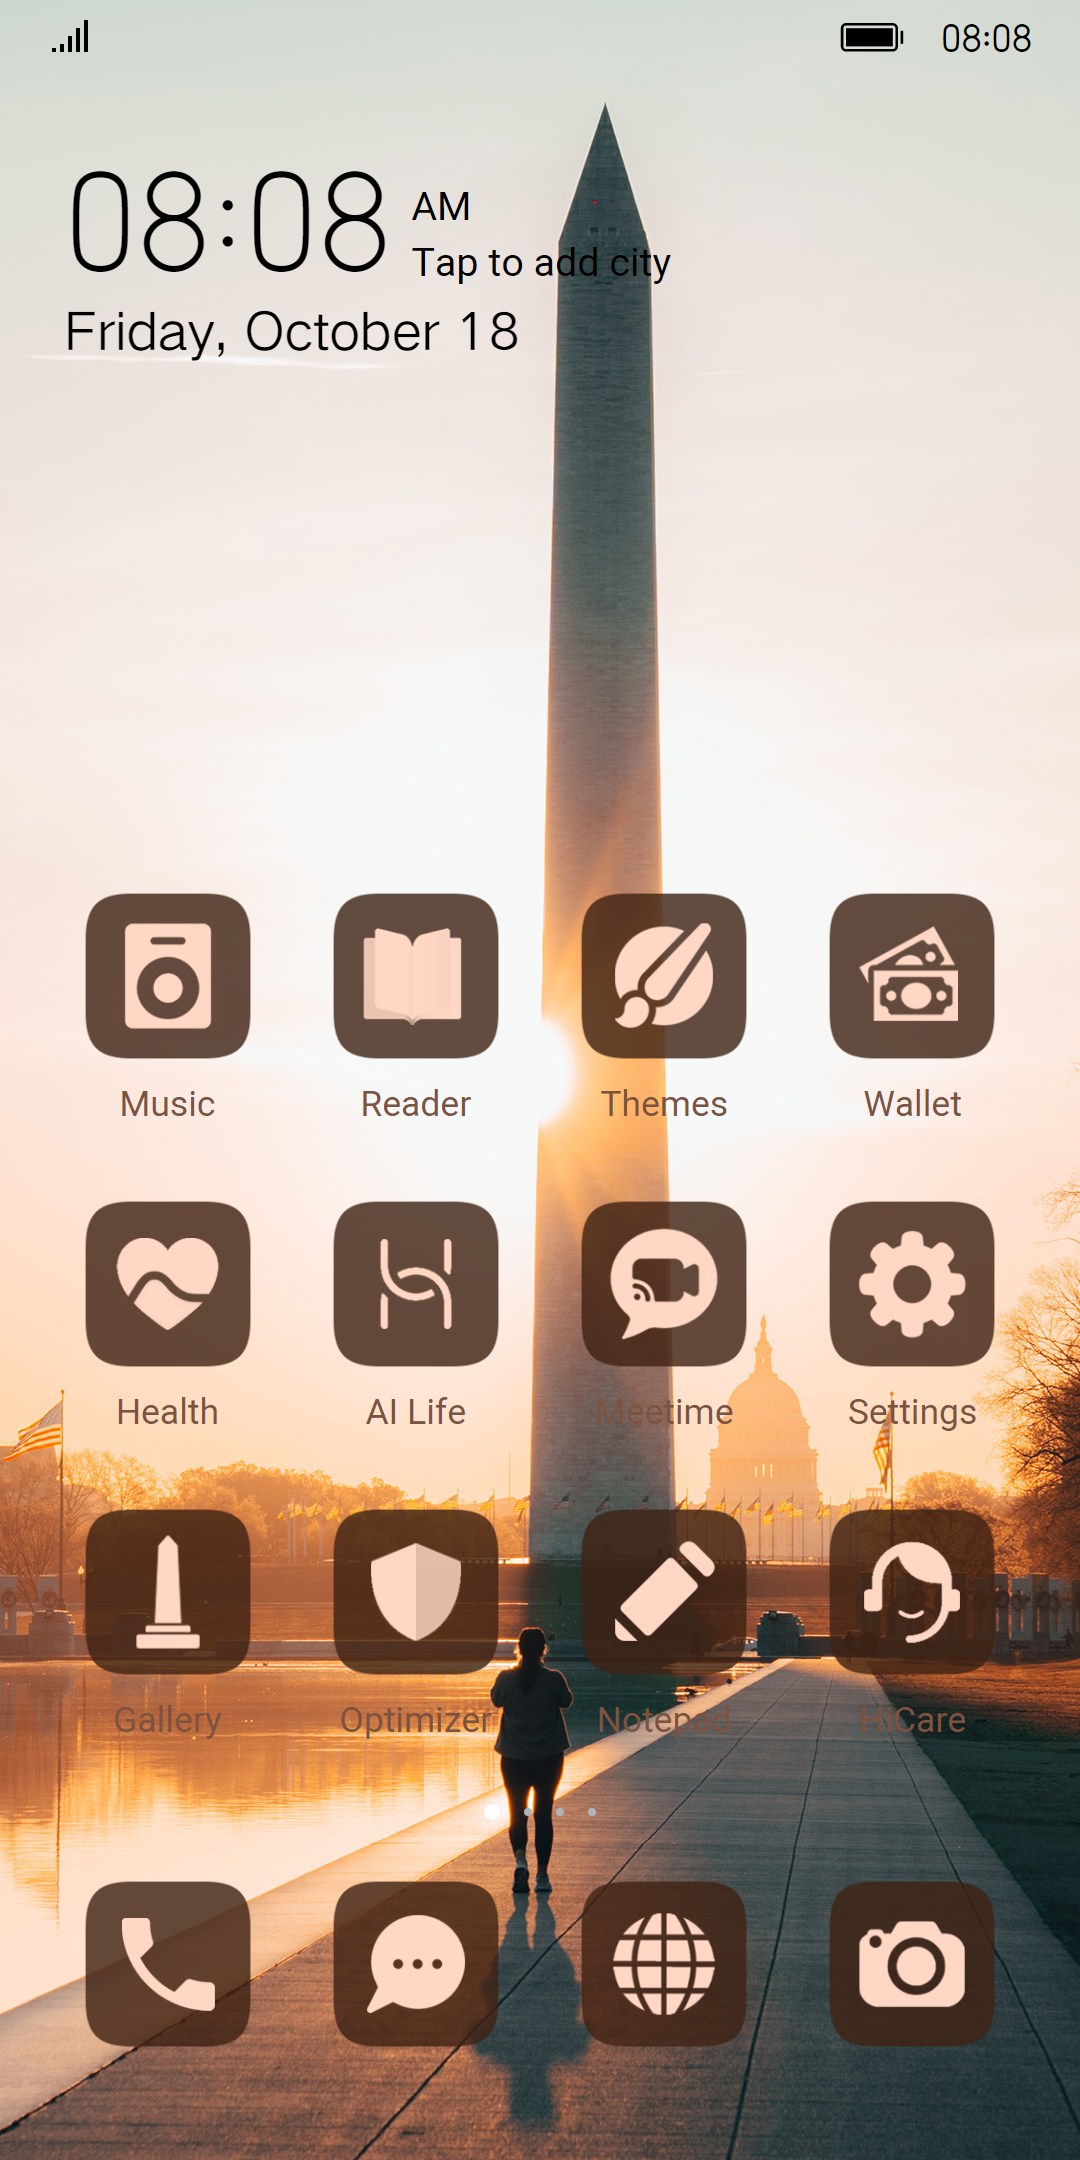 08:08
08:08 AM
Tap to add city
Friday, October 18
Music Reader Themes Wallet
Health AI Life Meetime Settings
Gallery Optimizer Notepad HiCare